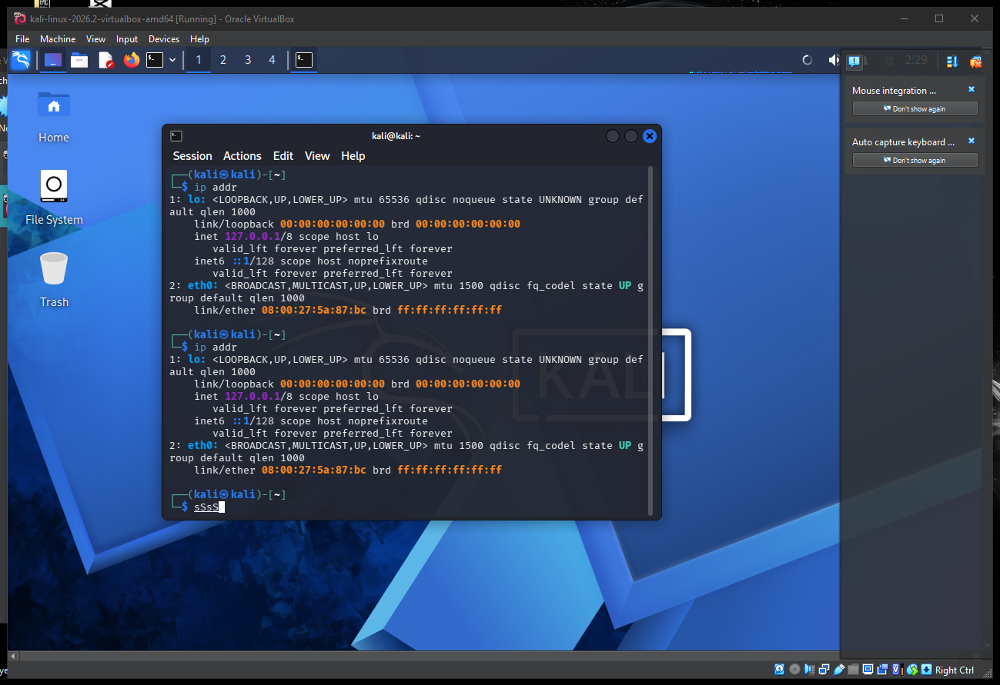 kali-linux-2026.2-virtualbox-amd64 [Running] - Oracle VirtualBox
File Machine View Input Devices Help
1 2 3 4
2:29
Mouse integration ...
Don't show again
Auto capture keyboard ...
Don't show again
Home
File System
Trash
kali@kali: ~
Session Actions Edit View Help
┌──(kali㉿kali)-[~]
└─$ ip addr
1: lo: <LOOPBACK,UP,LOWER_UP> mtu 65536 qdisc noqueue state UNKNOWN group def
ault qlen 1000
link/loopback 00:00:00:00:00:00 brd 00:00:00:00:00:00
inet 127.0.0.1/8 scope host lo
valid_lft forever preferred_lft forever
inet6 ::1/128 scope host noprefixroute
valid_lft forever preferred_lft forever
2: eth0: <BROADCAST,MULTICAST,UP,LOWER_UP> mtu 1500 qdisc fq_codel state UP g
roup default qlen 1000
link/ether 08:00:27:5a:87:bc brd ff:ff:ff:ff:ff:ff
┌──(kali㉿kali)-[~]
└─$ ip addr
1: lo: <LOOPBACK,UP,LOWER_UP> mtu 65536 qdisc noqueue state UNKNOWN group def
ault qlen 1000
link/loopback 00:00:00:00:00:00 brd 00:00:00:00:00:00
inet 127.0.0.1/8 scope host lo
valid_lft forever preferred_lft forever
inet6 ::1/128 scope host noprefixroute
valid_lft forever preferred_lft forever
2: eth0: <BROADCAST,MULTICAST,UP,LOWER_UP> mtu 1500 qdisc fq_codel state UP g
roup default qlen 1000
link/ether 08:00:27:5a:87:bc brd ff:ff:ff:ff:ff:ff
┌──(kali㉿kali)-[~]
└─$ sSsS
KALI
Right Ctrl